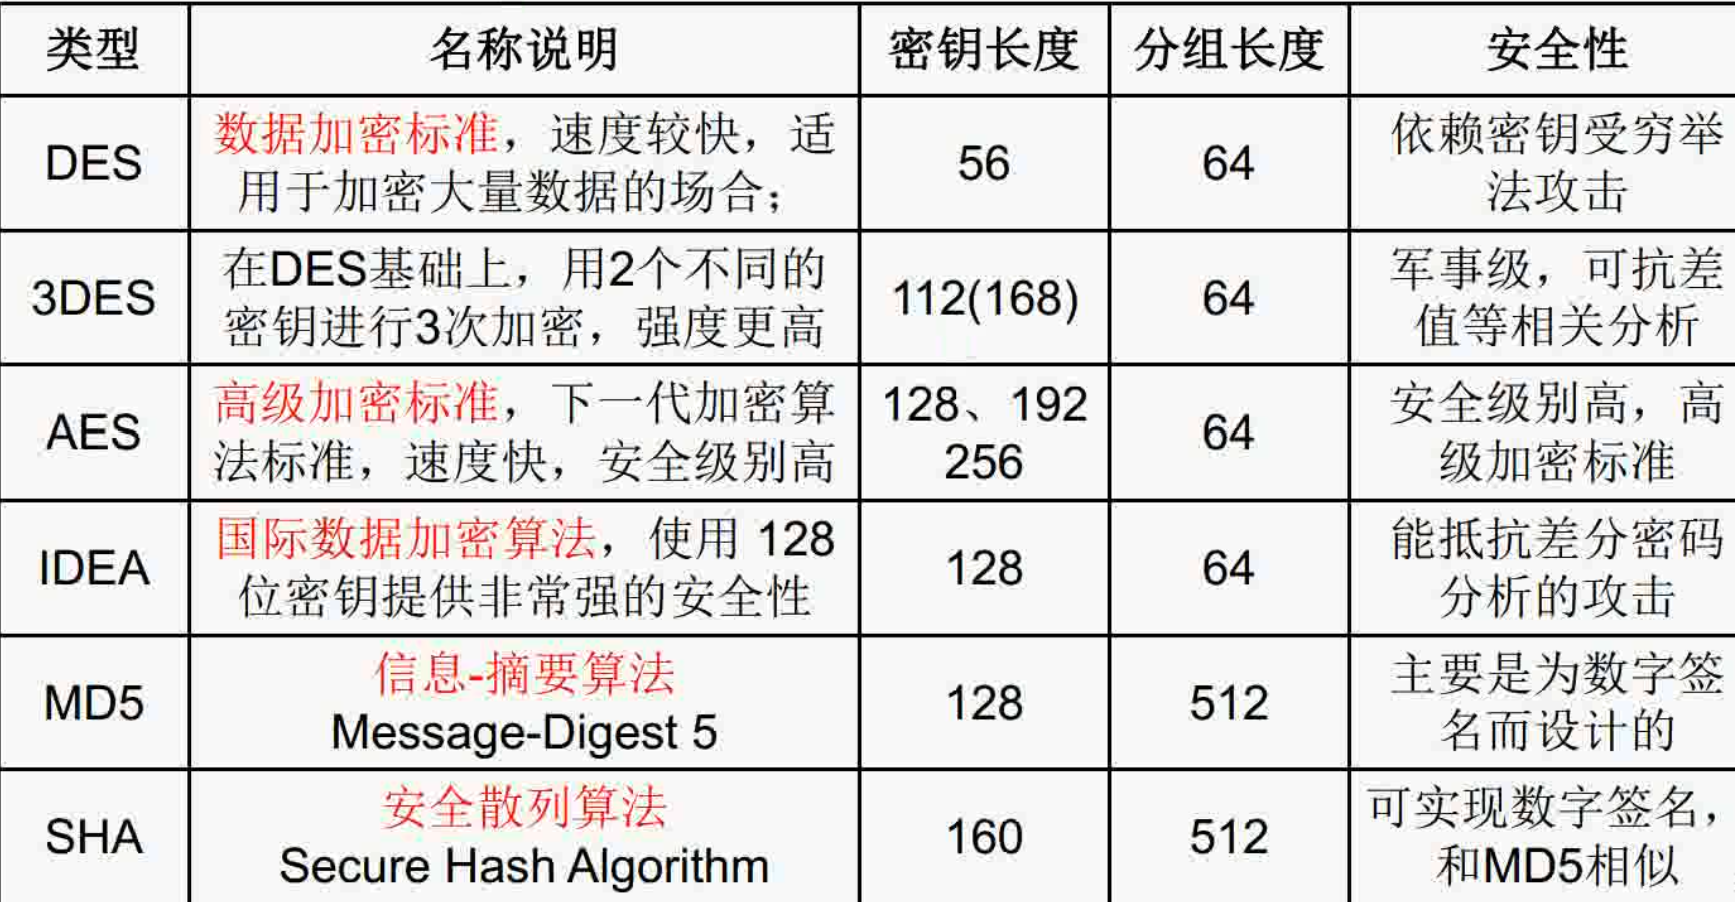 类型 名称说明 密钥长度 分组长度 安全性
DES
数据加密标准，速度较快，适
用于加密大量数据的场合；
56
64
依赖密钥受穷举
法攻击
3DES
在DES基础上，用2个不同的
密钥进行3次加密，强度更高
112(168)
64
军事级，可抗差
值等相关分析
AES
高级加密标准，下一代加密算
法标准，速度快，安全级别高
128、192
256
64
安全级别高，高
级加密标准
IDEA
国际数据加密算法，使用 128
位密钥提供非常强的安全性
128
64
能抵抗差分密码
分析的攻击
MD5
信息-摘要算法
Message-Digest 5
128
512
主要是为数字签
名而设计的
SHA
安全散列算法
Secure Hash Algorithm
160
512
可实现数字签名，
和MD5相似